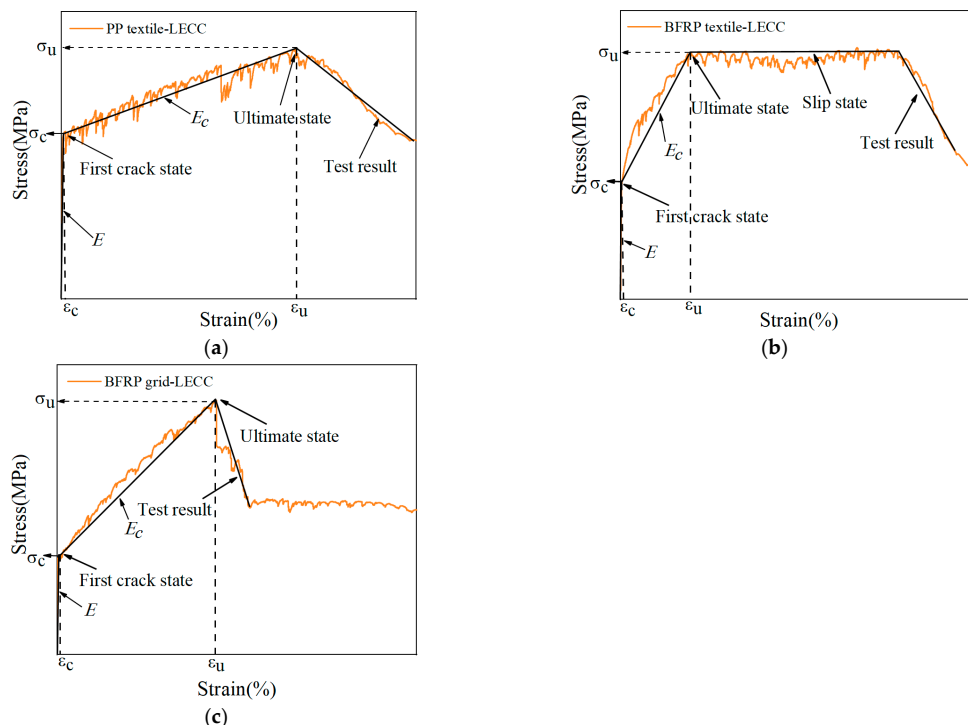 (a)
PP textile-LECC
σu
Ec
Ultimate state
σc
First crack state
Test result
E
εc
εu
Stress(MPa)
Strain(%)
(b)
BFRP textile-LECC
σu
Ultimate state
Slip state
Ec
Test result
σc
First crack state
E
εc
εu
Stress(MPa)
Strain(%)
BFRP grid-LECC
σu
Ultimate state
Test result
Ec
σc
First crack state
E
εc
εu
Stress(MPa)
Strain(%)
(c)